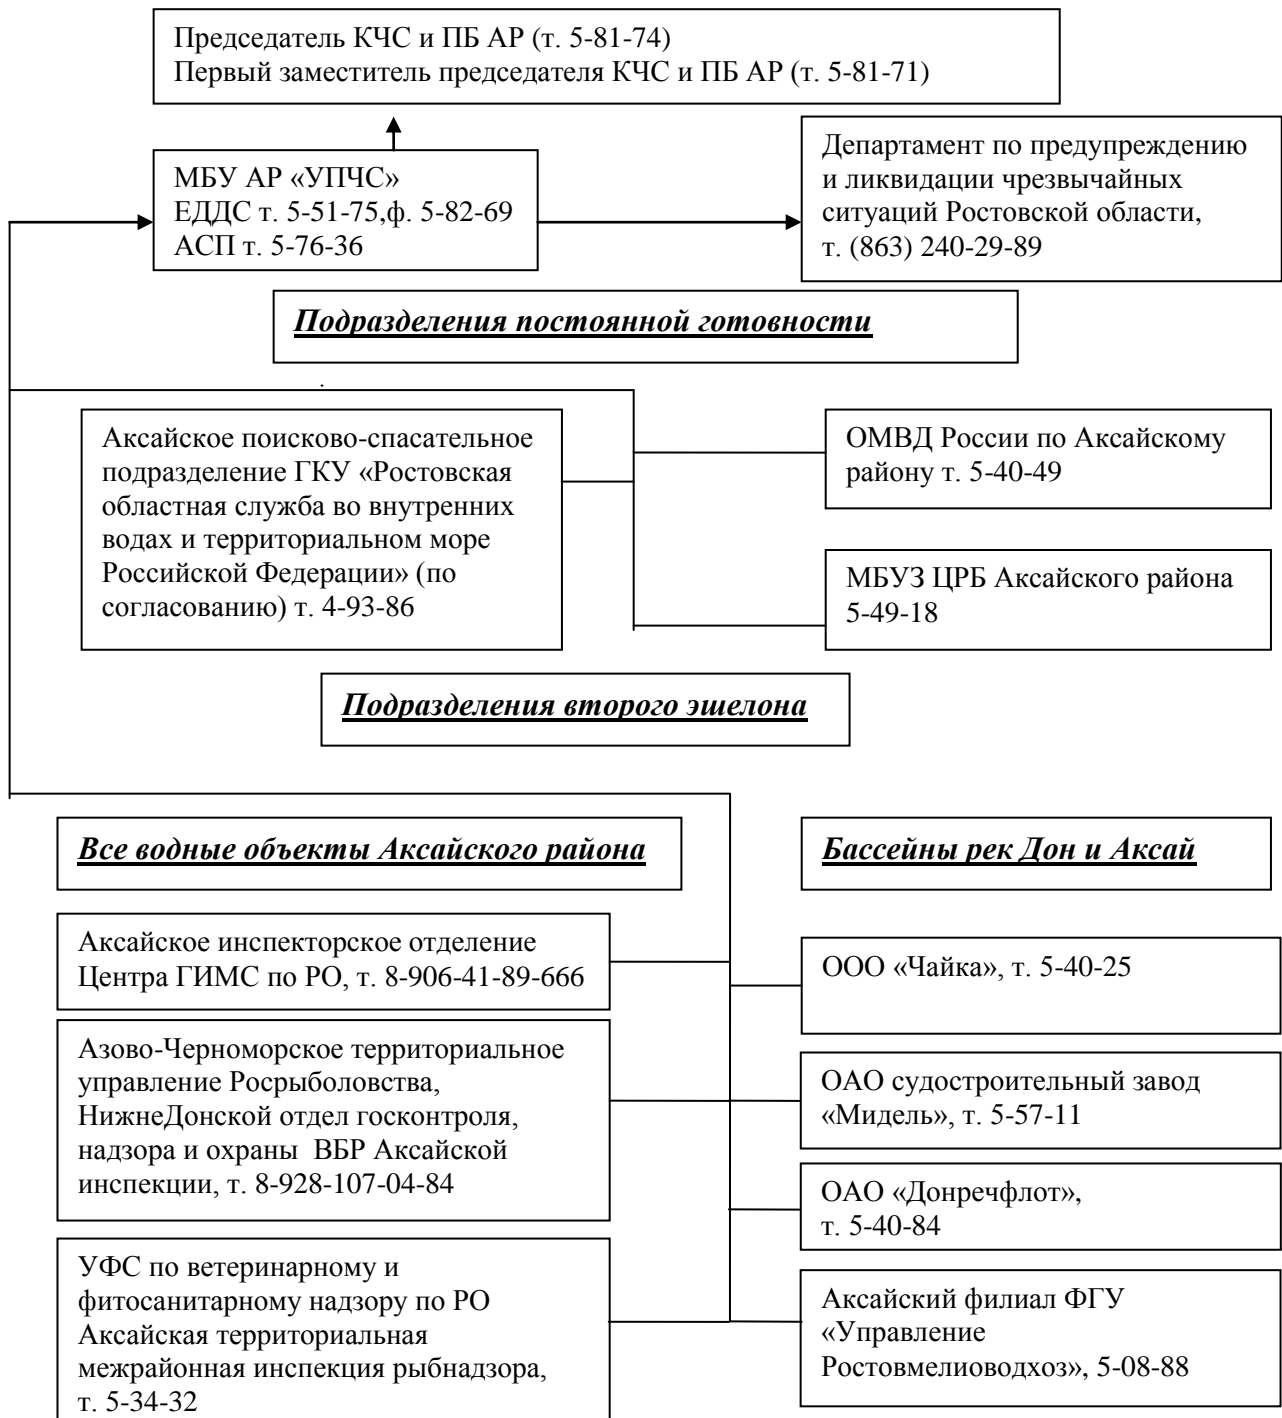 Председатель КЧС и ПБ АР (т. 5-81-74)
Первый заместитель председателя КЧС и ПБ АР (т. 5-81-71)
МБУ АР «УПЧС»
ЕДДС т. 5-51-75,ф. 5-82-69
АСП т. 5-76-36
Департамент по предупреждению
и ликвидации чрезвычайных
ситуаций Ростовской области,
т. (863) 240-29-89
Подразделения постоянной готовности
.
Аксайское поисково-спасательное
подразделение ГКУ «Ростовская
областная служба во внутренних
водах и территориальном море
Российской Федерации» (по
согласованию) т. 4-93-86
ОМВД России по Аксайскому
району т. 5-40-49
МБУЗ ЦРБ Аксайского района
5-49-18
Подразделения второго эшелона
Все водные объекты Аксайского района
Аксайское инспекторское отделение
Центра ГИМС по РО, т. 8-906-41-89-666
Азово-Черноморское территориальное
управление Росрыболовства,
НижнеДонской отдел госконтроля,
надзора и охраны  ВБР Аксайской
инспекции, т. 8-928-107-04-84
УФС по ветеринарному и
фитосанитарному надзору по РО
Аксайская территориальная
межрайонная инспекция рыбнадзора,
т. 5-34-32
Бассейны рек Дон и Аксай
ООО «Чайка», т. 5-40-25
ОАО судостроительный завод
«Мидель», т. 5-57-11
ОАО «Донречфлот»,
т. 5-40-84
Аксайский филиал ФГУ
«Управление
Ростовмелиоводхоз», 5-08-88